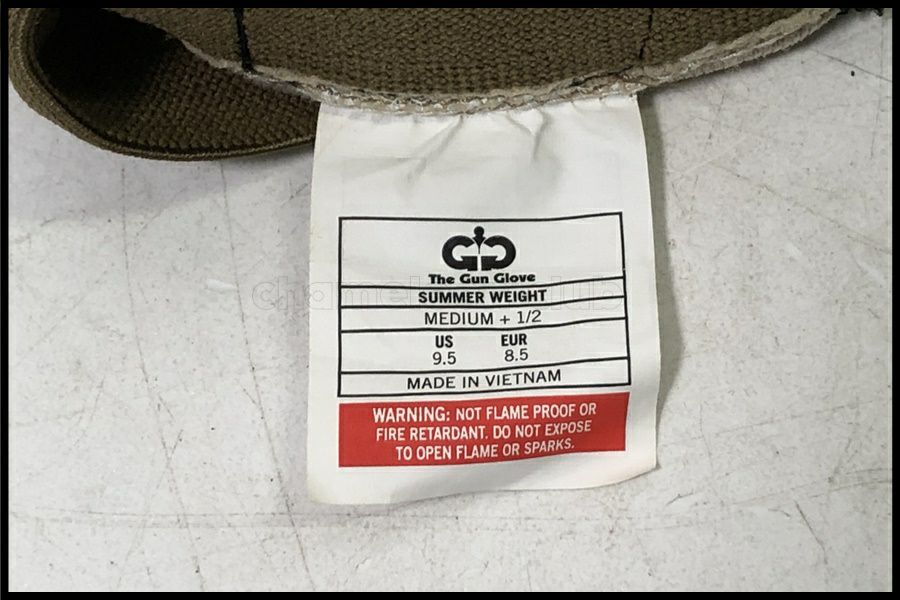 GG
The Gun Glove
SUMMER WEIGHT
MEDIUM + 1/2
US EUR
9.5 8.5
MADE IN VIETNAM
WARNING: NOT FLAME PROOF OR
FIRE RETARDANT. DO NOT EXPOSE
TO OPEN FLAME OR SPARKS.